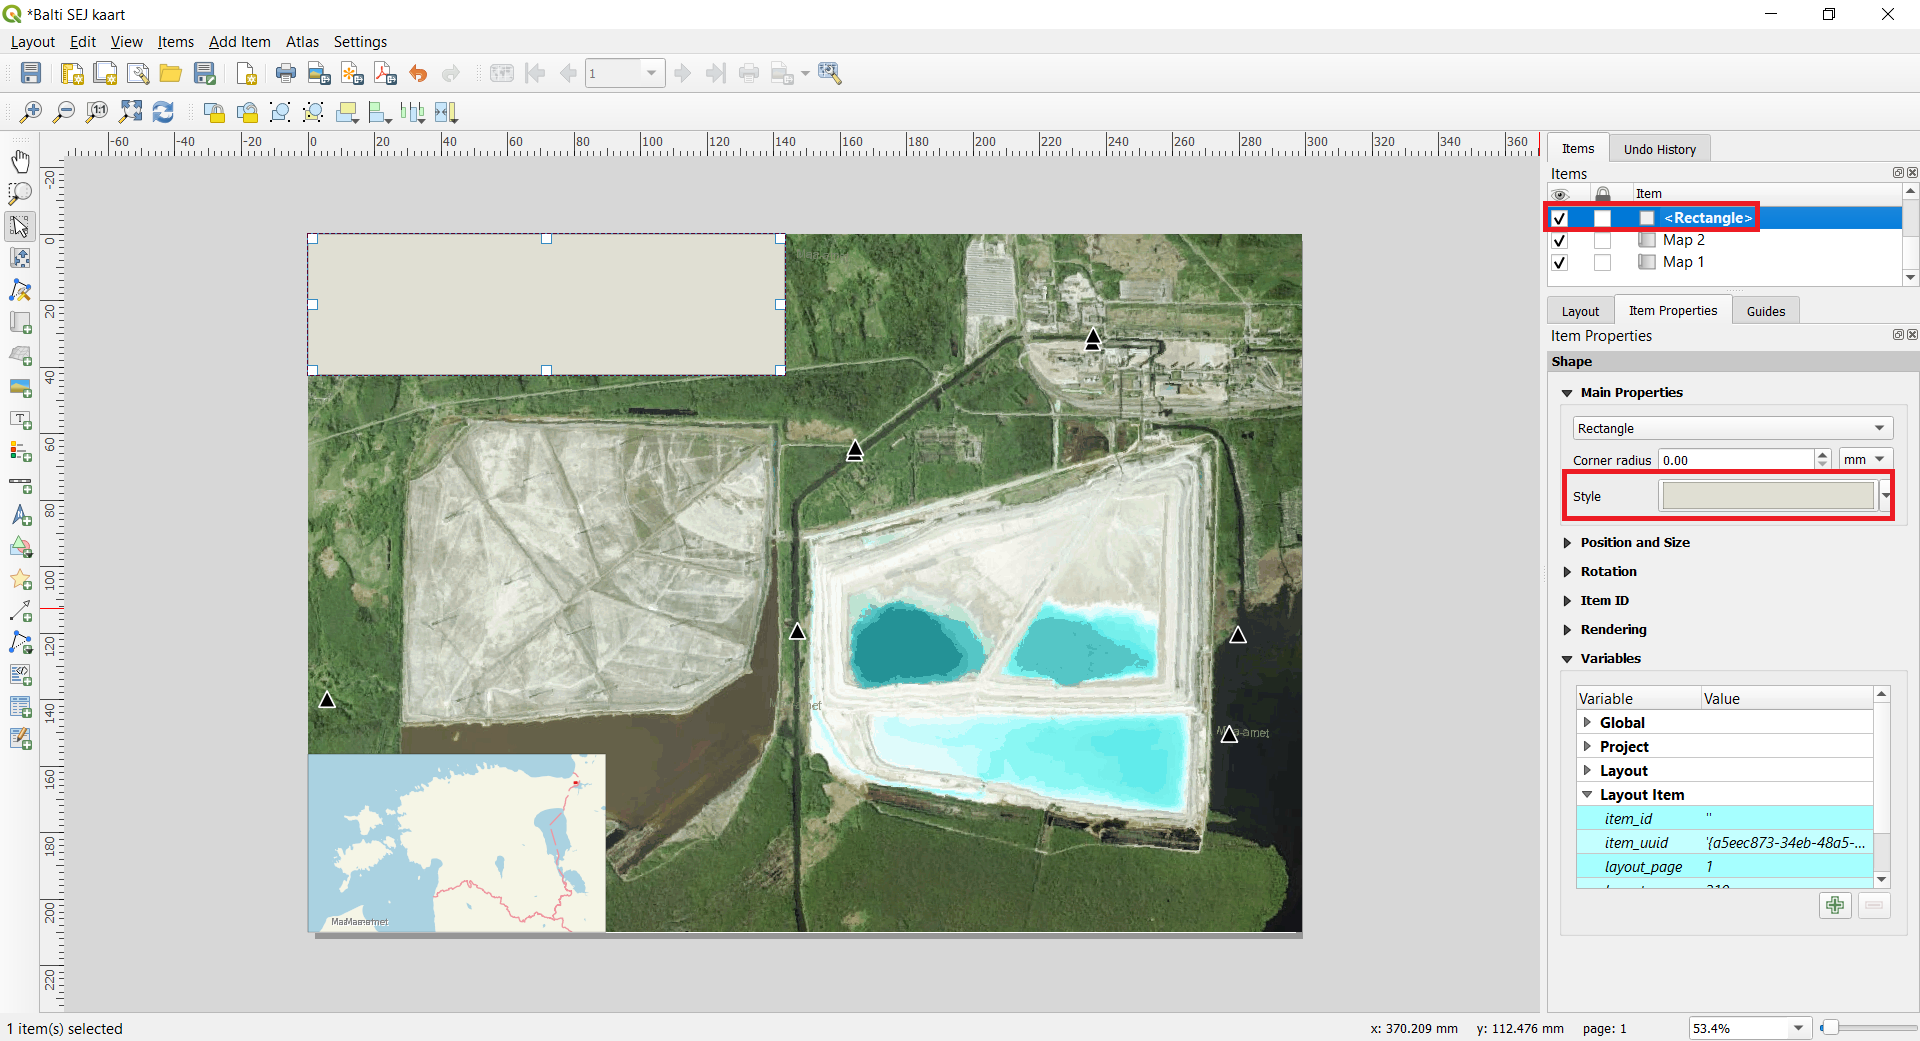 *Balti SEJ kaart
Layout Edit View Items Add Item Atlas Settings
1
1:1
-60 -40 -20 0 20 40 60 80 100 120 140 160 180 200 220 240 260 280 300 320 340 360
-20
0
20
40
60
80
100
120
140
160
180
200
220
Maa-amet
MaaMaa-amet
Items Undo History
Items
Item
<Rectangle>
Map 2
Map 1
Layout Item Properties Guides
Item Properties
Shape
Main Properties
Rectangle
Corner radius 0.00 mm
Style
Position and Size
Rotation
Item ID
Rendering
Variables
Variable Value
Global
Project
Layout
Layout Item
item_id ''
item_uuid '{a5eec873-34eb-48a5-...
layout_page 1
1 item(s) selected
x: 370.209 mm y: 112.476 mm page: 1
53.4%